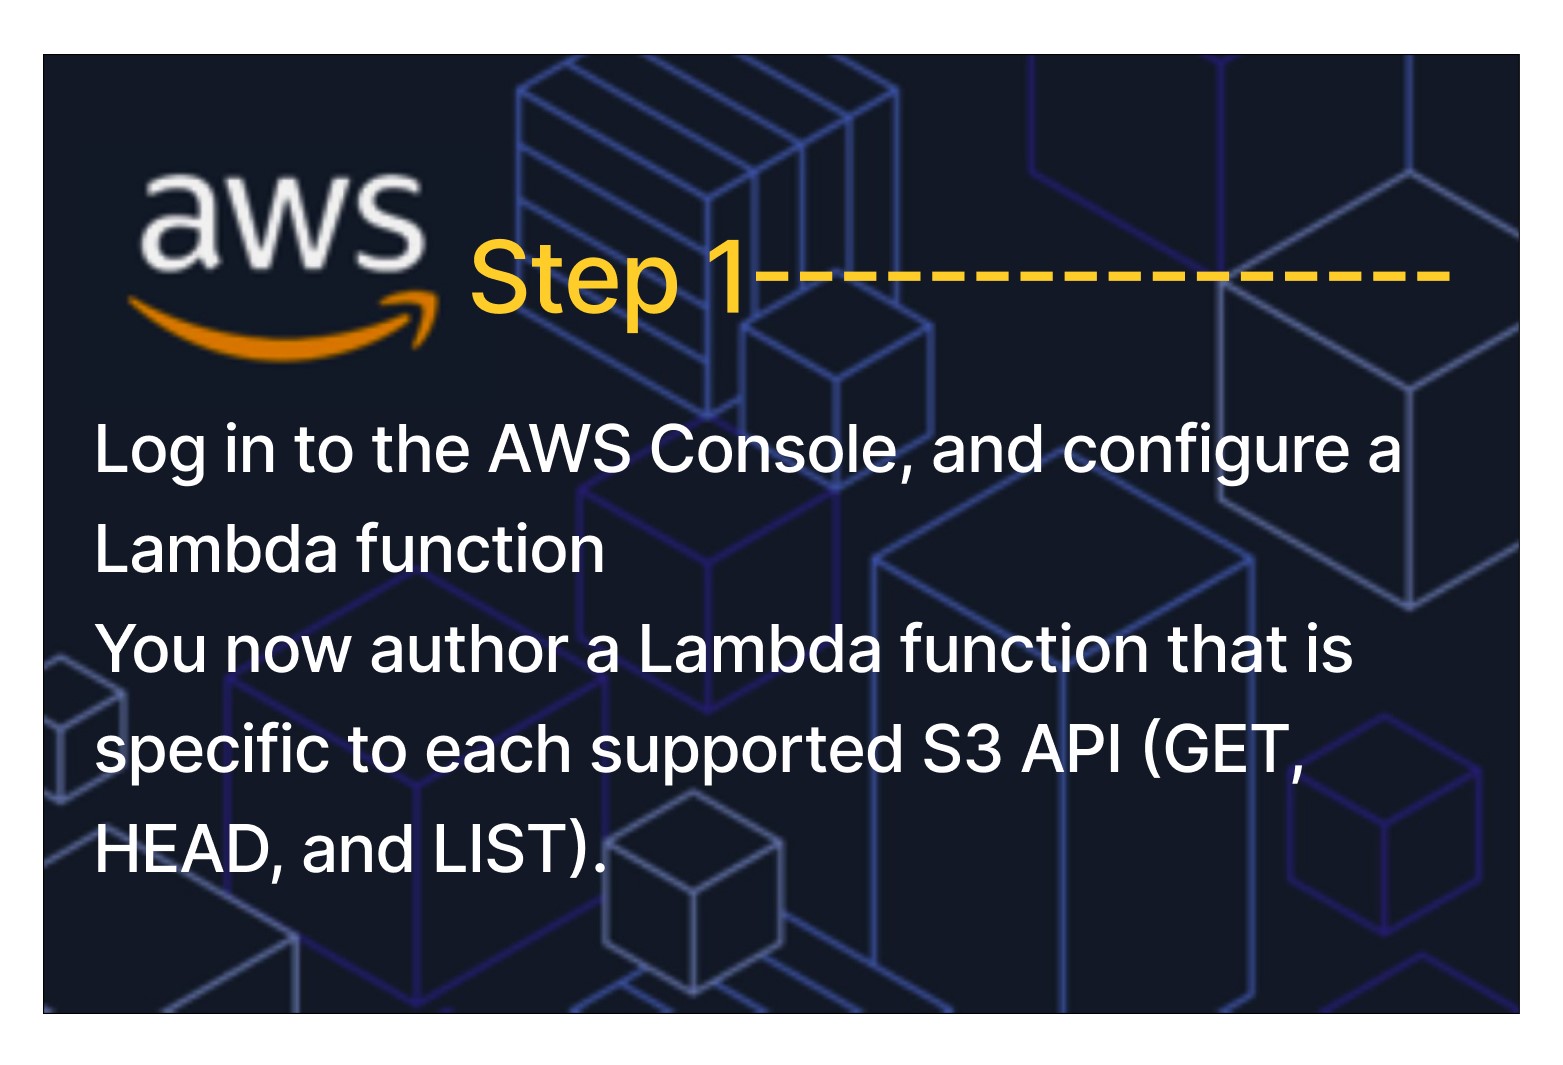 aws
Step 1----------------
Log in to the AWS Console, and configure a
Lambda function
You now author a Lambda function that is
specific to each supported S3 API (GET,
HEAD, and LIST).